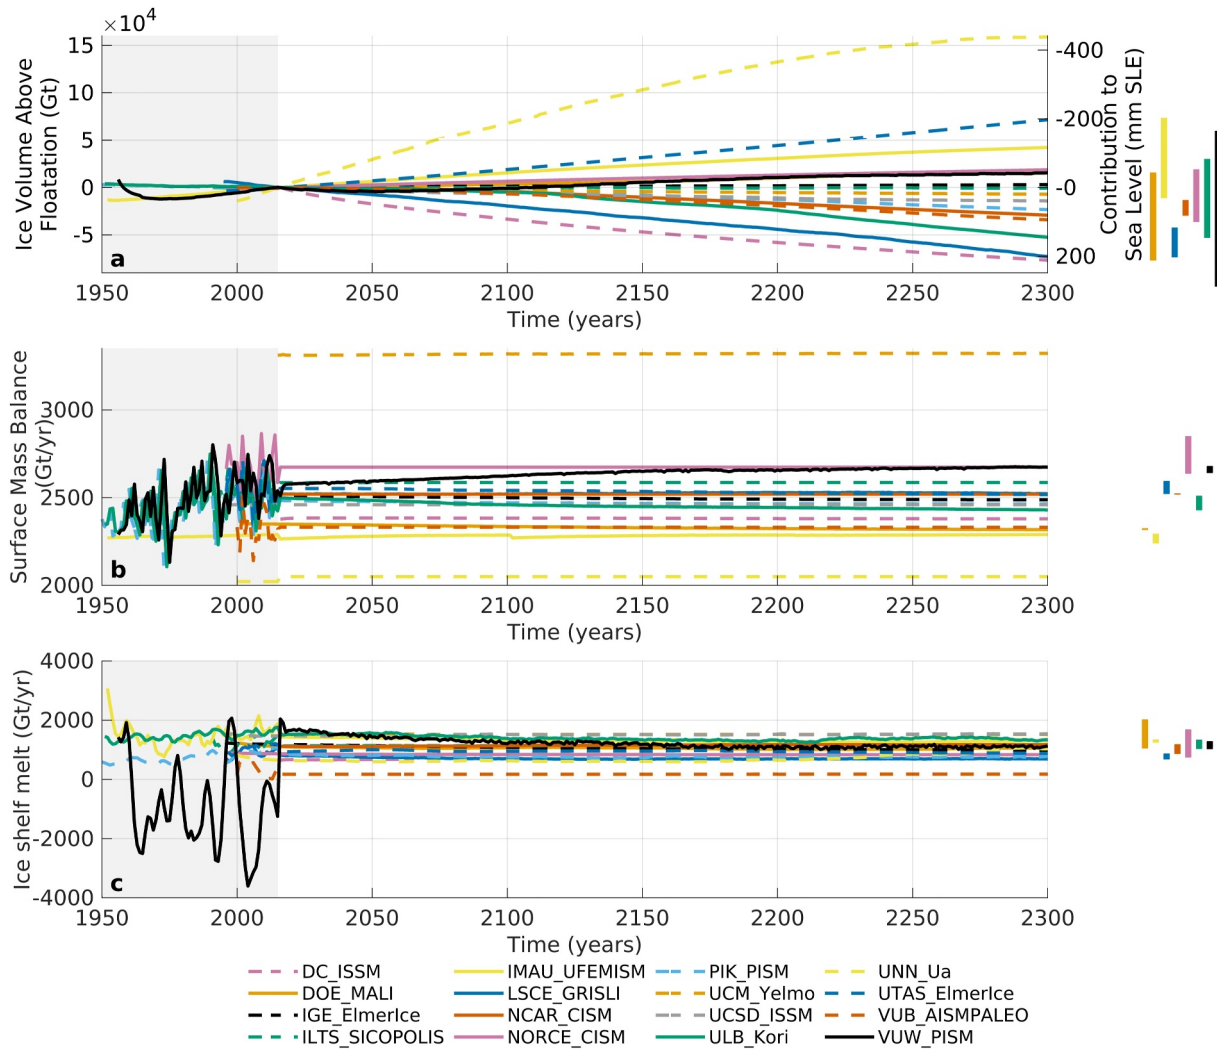 ×10⁴
15
10
5
0
-5
Ice Volume Above
Floatation (Gt)
a
-400
-200
-0
200
Contribution to
Sea Level (mm SLE)
1950 2000 2050 2100 2150 2200 2250 2300
Time (years)
3000
2500
2000
Surface Mass Balance
(Gt/yr)
b
1950 2000 2050 2100 2150 2200 2250 2300
Time (years)
4000
2000
0
-2000
-4000
Ice shelf melt (Gt/yr)
c
1950 2000 2050 2100 2150 2200 2250 2300
Time (years)
DC_ISSM IMAU_UFEMISM PIK_PISM UNN_Ua
DOE_MALI LSCE_GRISLI UCM_Yelmo UTAS_ElmerIce
IGE_ElmerIce NCAR_CISM UCSD_ISSM VUB_AISMPALEO
ILTS_SICOPOLIS NORCE_CISM ULB_Kori VUW_PISM